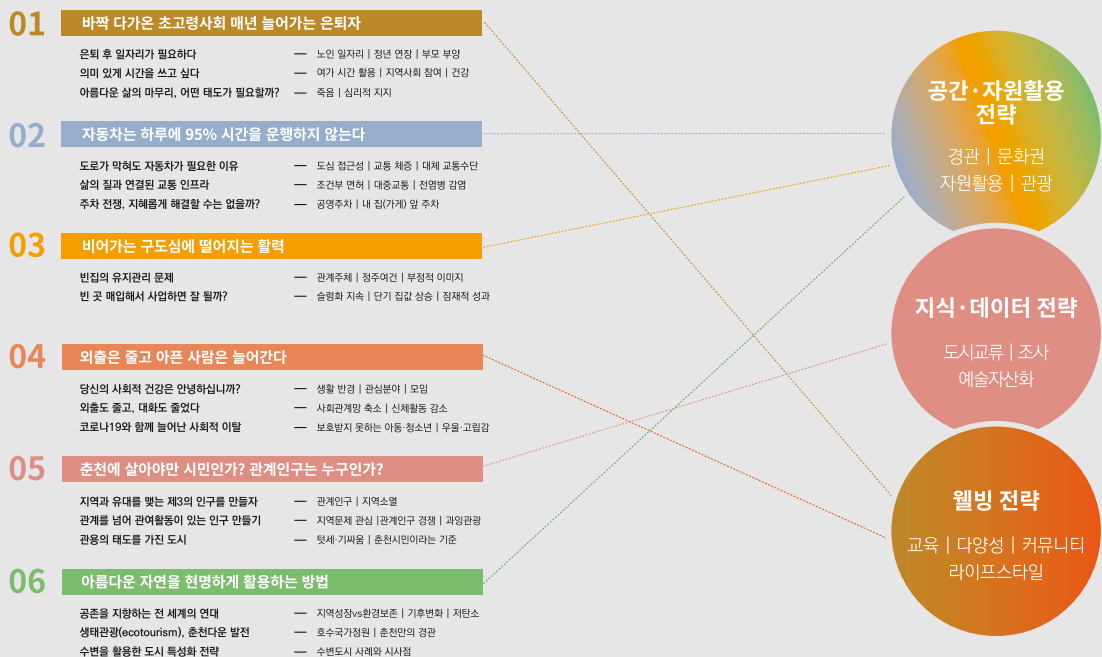 01 바짝 다가온 초고령사회 매년 늘어가는 은퇴자
은퇴 후 일자리가 필요하다 — 노인 일자리 | 정년 연장 | 부모 부양
의미 있게 시간을 쓰고 싶다 — 여가 시간 활용 | 지역사회 참여 | 건강
아름다운 삶의 마무리, 어떤 태도가 필요할까? — 죽음 | 심리적 지지
02 자동차는 하루에 95% 시간을 운행하지 않는다
도로가 막혀도 자동차가 필요한 이유 — 도심 접근성 | 교통 체증 | 대체 교통수단
삶의 질과 연결된 교통 인프라 — 조건부 면허 | 대중교통 | 전염병 감염
주차 전쟁, 지혜롭게 해결할 수는 없을까? — 공영주차 | 내 집(가게) 앞 주차
03 비어가는 구도심에 떨어지는 활력
빈집의 유지관리 문제 — 관계주체 | 정주여건 | 부정적 이미지
빈 곳 매입해서 사업하면 잘 될까? — 슬럼화 지속 | 단기 집값 상승 | 잠재적 성과
04 외출은 줄고 아픈 사람은 늘어간다
당신의 사회적 건강은 안녕하십니까? — 생활 반경 | 관심분야 | 모임
외출도 줄고, 대화도 줄었다 — 사회관계망 축소 | 신체활동 감소
코로나19와 함께 늘어난 사회적 이탈 — 보호받지 못하는 아동·청소년 | 우울·고립감
05 춘천에 살아야만 시민인가? 관계인구는 누구인가?
지역과 유대를 맺는 제3의 인구를 만들자 — 관계인구 | 지역소멸
관계를 넘어 관여활동이 있는 인구 만들기 — 지역문제 관심 |관계인구 경쟁 | 과잉관광
관용의 태도를 가진 도시 — 텃세·기싸움 | 춘천시민이라는 기준
06 아름다운 자연을 현명하게 활용하는 방법
공존을 지향하는 전 세계의 연대 — 지역성장vs환경보존 | 기후변화 | 저탄소
생태관광(ecotourism), 춘천다운 발전 — 호수국가정원 | 춘천만의 경관
수변을 활용한 도시 특성화 전략 — 수변도시 사례와 시사점
공간·자원활용
전략
경관 | 문화권
자원활용 | 관광
지식·데이터 전략
도시교류 | 조사
예술자산화
웰빙 전략
교육 | 다양성 | 커뮤니티
라이프스타일